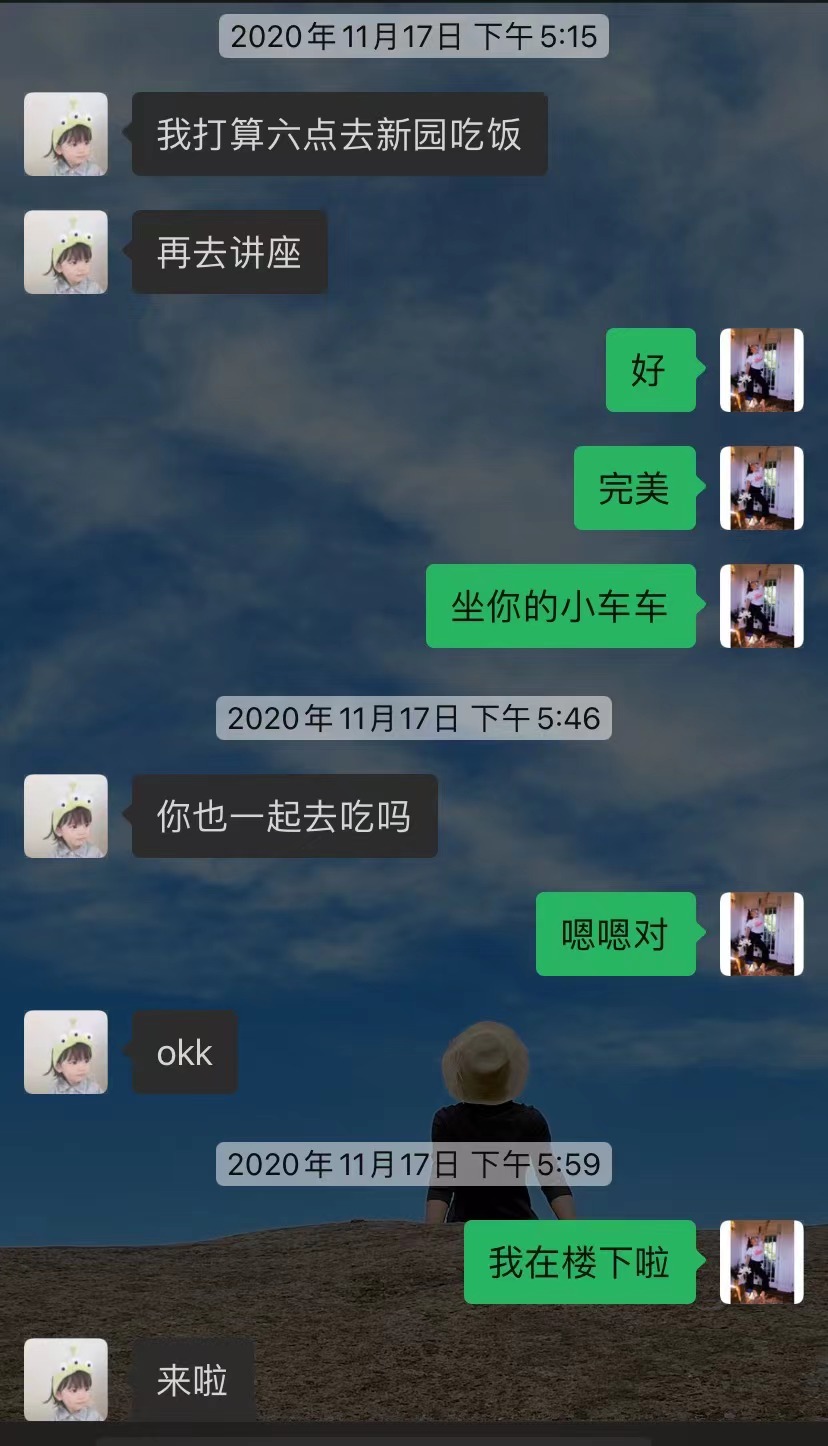 2020年11月17日 下午5:15
我打算六点去新园吃饭
再去讲座
好
完美
坐你的小车车
2020年11月17日 下午5:46
你也一起去吃吗
嗯嗯对
okk
2020年11月17日 下午5:59
我在楼下啦
来啦